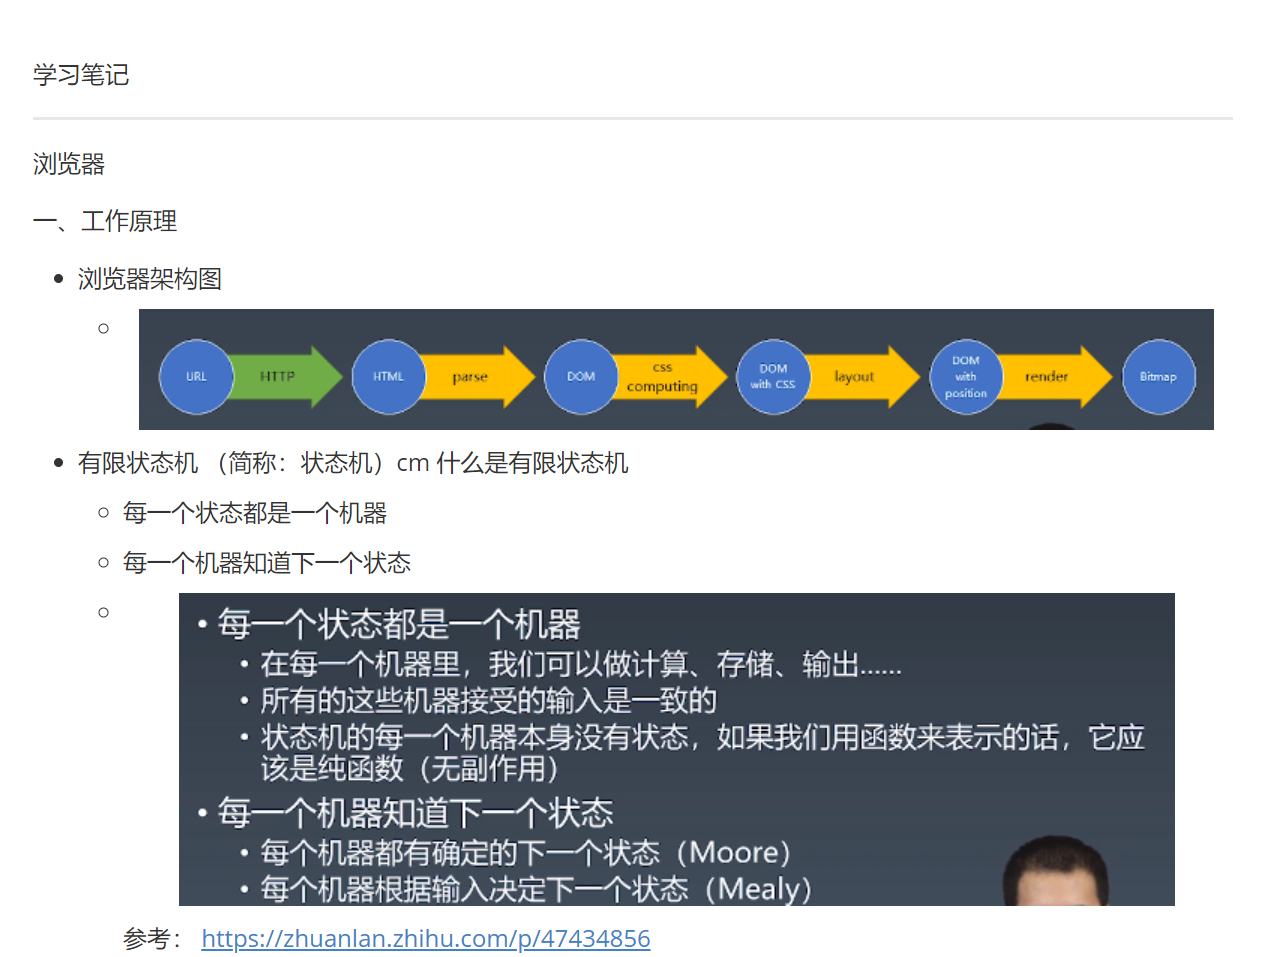 学习笔记
浏览器
一、工作原理
浏览器架构图
URL HTTP HTML parse DOM css computing DOM with CSS layout DOM with position render Bitmap
有限状态机 （简称：状态机）cm 什么是有限状态机
每一个状态都是一个机器
每一个机器知道下一个状态
• 每一个状态都是一个机器
• 在每一个机器里，我们可以做计算、存储、输出……
• 所有的这些机器接受的输入是一致的
• 状态机的每一个机器本身没有状态，如果我们用函数来表示的话，它应
该是纯函数（无副作用）
• 每一个机器知道下一个状态
• 每个机器都有确定的下一个状态（Moore）
• 每个机器根据输入决定下一个状态（Mealy）
参考： https://zhuanlan.zhihu.com/p/47434856